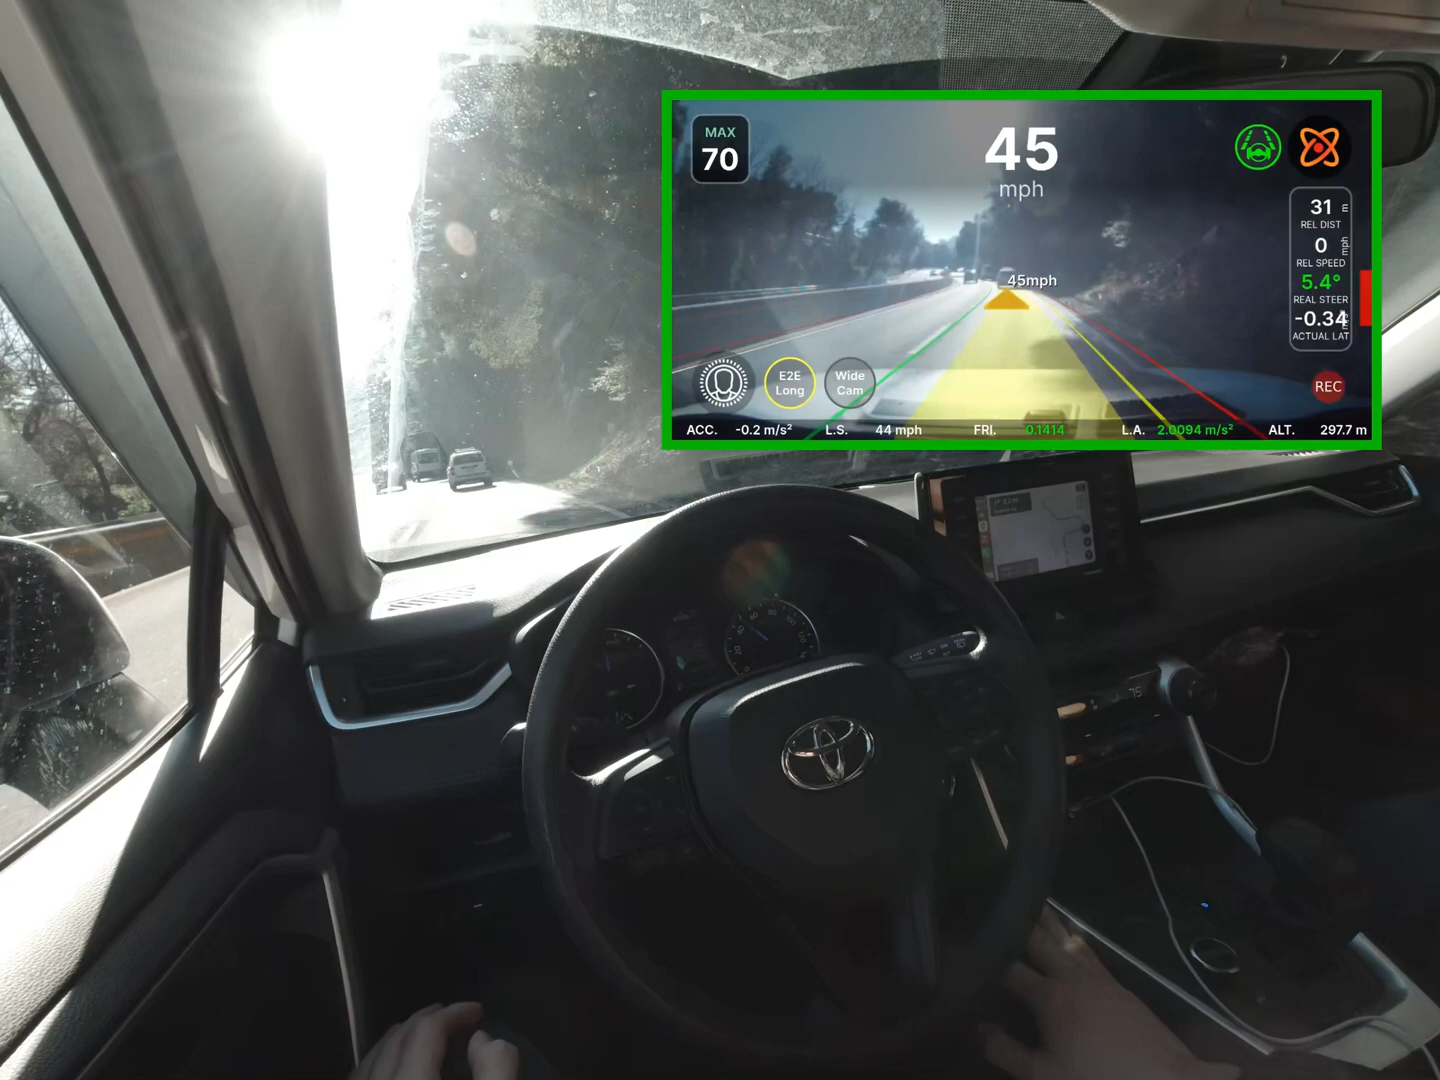 MAX
70
45
mph
31 m
REL DIST
0 mph
REL SPEED
5.4°
REAL STEER
-0.34
ACTUAL LAT
45mph
E2E
Long
Wide
Cam
REC
ACC. -0.2 m/s² L.S. 44 mph FRI. 0.1414 L.A. 2.0094 m/s² ALT. 297.7 m
75